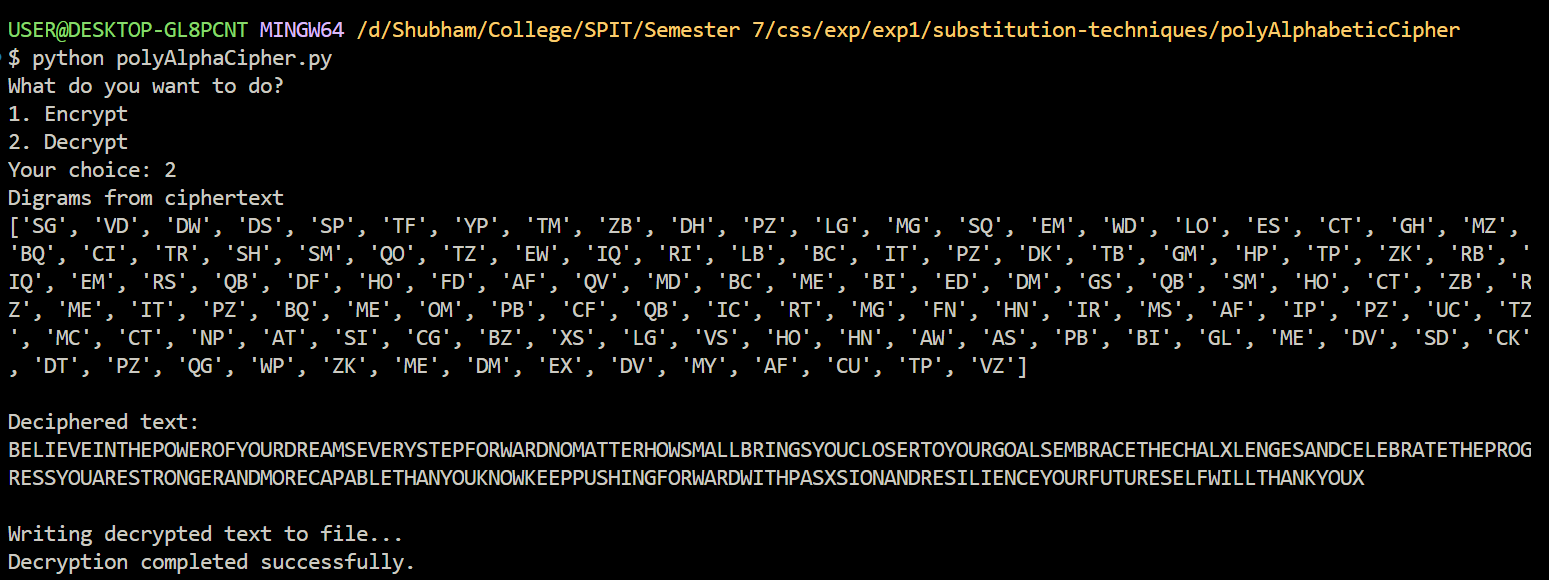 USER@DESKTOP-GL8PCNT MINGW64 /d/Shubham/College/SPIT/Semester 7/css/exp/exp1/substitution-techniques/polyAlphabeticCipher
$ python polyAlphaCipher.py
What do you want to do?
1. Encrypt
2. Decrypt
Your choice: 2
Digrams from ciphertext
['SG', 'VD', 'DW', 'DS', 'SP', 'TF', 'YP', 'TM', 'ZB', 'DH', 'PZ', 'LG', 'MG', 'SQ', 'EM', 'WD', 'LO', 'ES', 'CT', 'GH', 'MZ',
'BQ', 'CI', 'TR', 'SH', 'SM', 'QO', 'TZ', 'EW', 'IQ', 'RI', 'LB', 'BC', 'IT', 'PZ', 'DK', 'TB', 'GM', 'HP', 'TP', 'ZK', 'RB', '
IQ', 'EM', 'RS', 'QB', 'DF', 'HO', 'FD', 'AF', 'QV', 'MD', 'BC', 'ME', 'BI', 'ED', 'DM', 'GS', 'QB', 'SM', 'HO', 'CT', 'ZB', 'R
Z', 'ME', 'IT', 'PZ', 'BQ', 'ME', 'OM', 'PB', 'CF', 'QB', 'IC', 'RT', 'MG', 'FN', 'HN', 'IR', 'MS', 'AF', 'IP', 'PZ', 'UC', 'TZ
', 'MC', 'CT', 'NP', 'AT', 'SI', 'CG', 'BZ', 'XS', 'LG', 'VS', 'HO', 'HN', 'AW', 'AS', 'PB', 'BI', 'GL', 'ME', 'DV', 'SD', 'CK'
, 'DT', 'PZ', 'QG', 'WP', 'ZK', 'ME', 'DM', 'EX', 'DV', 'MY', 'AF', 'CU', 'TP', 'VZ']
Deciphered text:
BELIEVEINTHEPOWEROFYOURDREAMSEVERYSTEPFORWARDNOMATTERHOWSMALLBRINGSYOUCLOSERTOYOURGOALSEMBRACETHECHALXLENGESANDCELEBRATETHEPROG
RESSYOUARESTRONGERANDMORECAPABLETHANYOUKNOWKEEPPUSHINGFORWARDWITHPASXSIONANDRESILIENCEYOURFUTURESELFWILLTHANKYOUX
Writing decrypted text to file...
Decryption completed successfully.